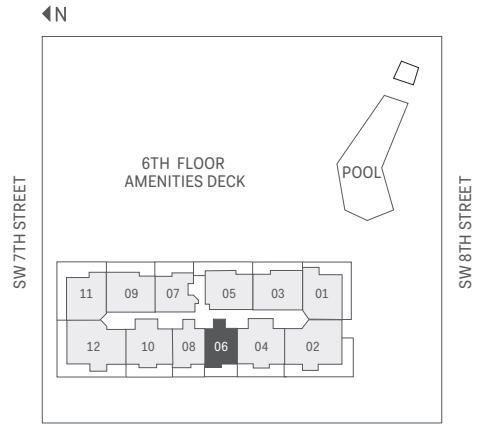 N
6TH FLOOR
AMENITIES DECK
POOL
SW 7TH STREET
SW 8TH STREET
11 09 07 05 03 01
12 10 08 06 04 02